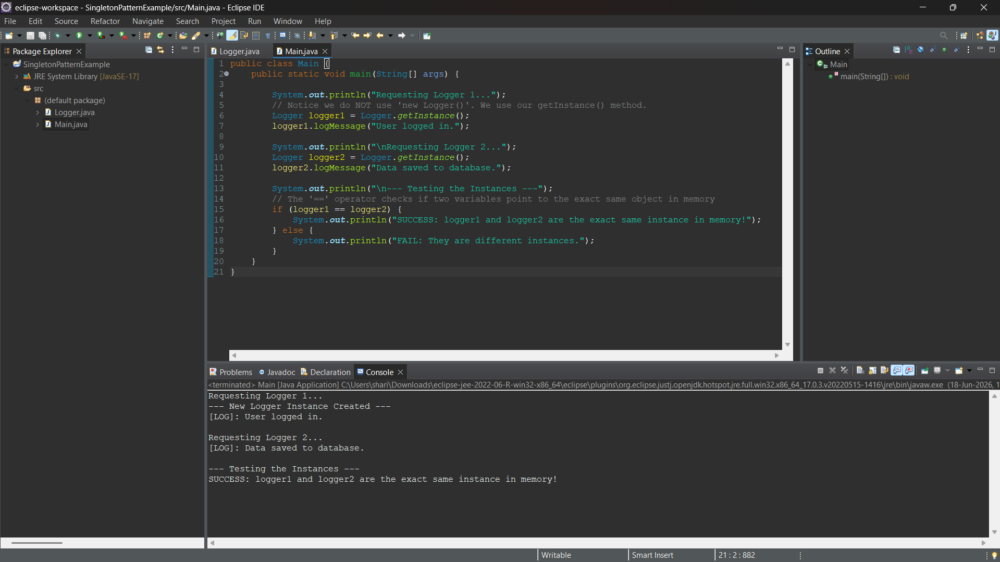 eclipse-workspace - SingletonPatternExample/src/Main.java - Eclipse IDE
File Edit Source Refactor Navigate Search Project Run Window Help
Package Explorer
SingletonPatternExample
JRE System Library [JavaSE-17]
src
(default package)
Logger.java
Main.java
Logger.java Main.java
1 public class Main {
2 public static void main(String[] args) {
3
4 System.out.println("Requesting Logger 1...");
5 // Notice we do NOT use 'new Logger()'. We use our getInstance() method.
6 Logger logger1 = Logger.getInstance();
7 logger1.logMessage("User logged in.");
8
9 System.out.println("\nRequesting Logger 2...");
10 Logger logger2 = Logger.getInstance();
11 logger2.logMessage("Data saved to database.");
12
13 System.out.println("\n--- Testing the Instances ---");
14 // The '==' operator checks if two variables point to the exact same object in memory
15 if (logger1 == logger2) {
16 System.out.println("SUCCESS: logger1 and logger2 are the exact same instance in memory!");
17 } else {
18 System.out.println("FAIL: They are different instances.");
19 }
20 }
21 }
Outline
Main
main(String[]) : void
Problems Javadoc Declaration Console
<terminated> Main [Java Application] C:\Users\shari\Downloads\eclipse-jee-2022-06-R-win32-x86_64\eclipse\plugins\org.eclipse.justj.openjdk.hotspot.jre.full.win32.x86_64_17.0.3.v20220515-1416\jre\bin\javaw.exe (18-Jun-2026, 1
Requesting Logger 1...
--- New Logger Instance Created ---
[LOG]: User logged in.
Requesting Logger 2...
[LOG]: Data saved to database.
--- Testing the Instances ---
SUCCESS: logger1 and logger2 are the exact same instance in memory!
Writable Smart Insert 21 : 2 : 882